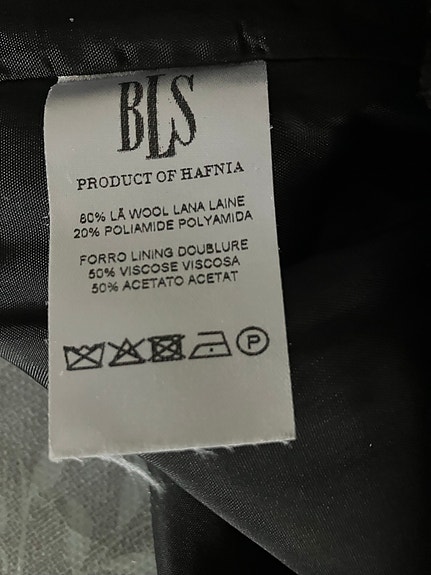 BLS
PRODUCT OF HAFNIA
80% LÃ WOOL LANA LAINE
20% POLIAMIDE POLYAMIDA
FORRO LINING DOUBLURE
50% VISCOSE VISCOSA
50% ACETATO ACETAT
P